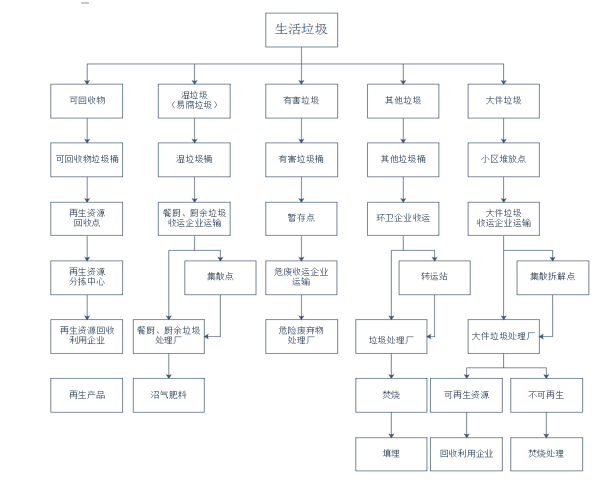 生活垃圾
可回收物
湿垃圾
（易腐垃圾）
有害垃圾
其他垃圾
大件垃圾
可回收物垃圾桶
湿垃圾桶
有害垃圾桶
其他垃圾桶
小区堆放点
再生资源
回收点
餐厨、厨余垃圾
收运企业运输
暂存点
环卫企业收运
大件垃圾
收运企业运输
再生资源
分拣中心
集散点
危废收运企业
运输
转运站
集散拆解点
再生资源回收
利用企业
餐厨、厨余垃圾
处理厂
危险废弃物
处理厂
垃圾处理厂
大件垃圾处理厂
再生产品
沼气肥料
焚烧
可再生资源
不可再生
填埋
回收利用企业
焚烧处理